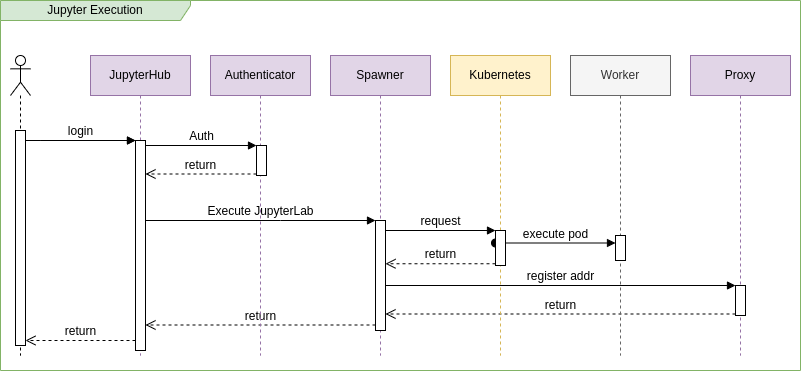 Jupyter Execution
JupyterHub
Authenticator
Spawner
Kubernetes
Worker
Proxy
login
Auth
return
Execute JupyterLab
request
execute pod
return
register addr
return
return
return